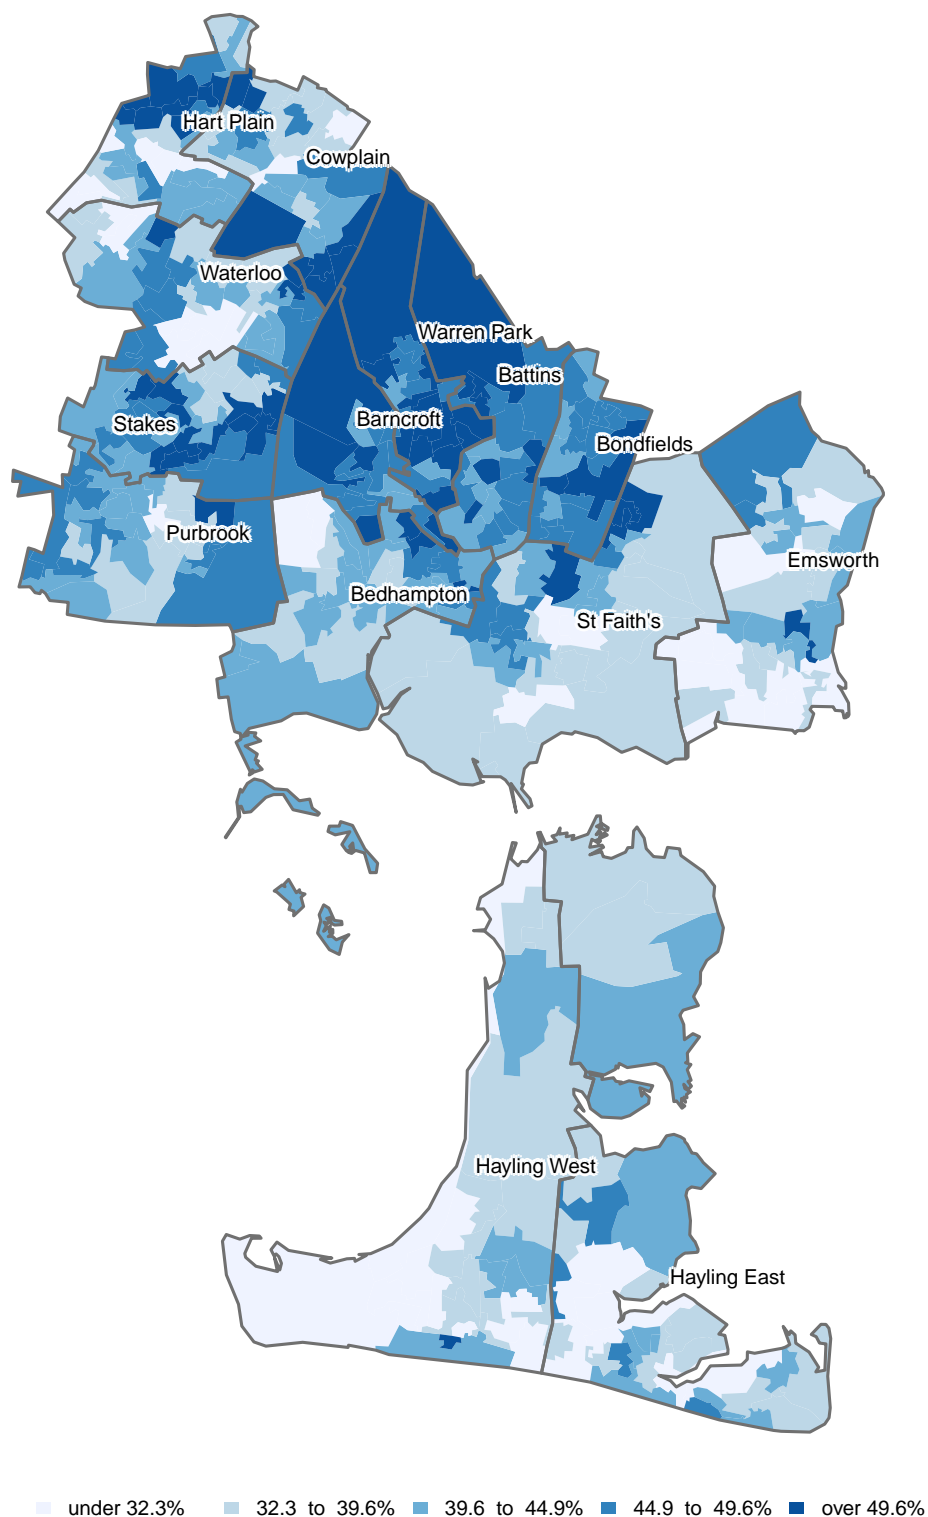 Hart Plain
Cowplain
Waterloo
Warren Park
Battins
Barncroft
Stakes
Bondfields
Purbrook
Emsworth
Bedhampton
St Faith's
Hayling West
Hayling East
under 32.3% 32.3 to 39.6% 39.6 to 44.9% 44.9 to 49.6% over 49.6%